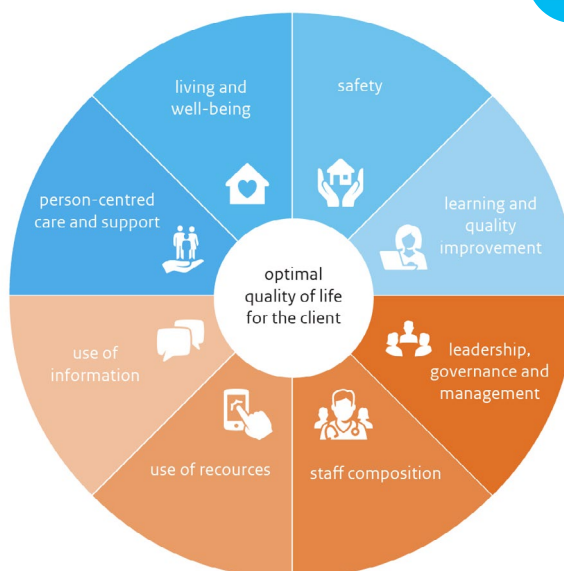 living and
well-being
safety
person-centred
care and support
learning and
quality
improvement
optimal
quality of life
for the client
use of
information
leadership,
governance and
management
use of recources
staff composition